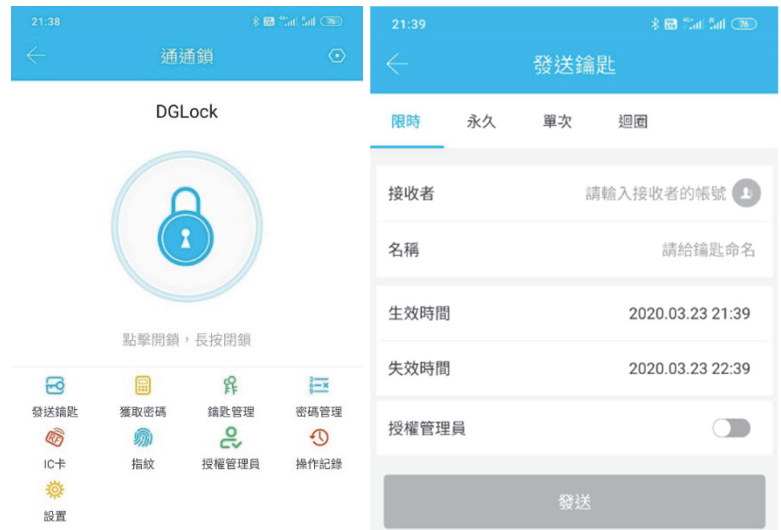 21:38
76
通通鎖
DGLock
點擊開鎖，長按閉鎖
發送鑰匙
獲取密碼
鑰匙管理
密碼管理
IC卡
指紋
授權管理員
操作記錄
設置
21:39
76
發送鑰匙
限時
永久
單次
迴圈
接收者
請輸入接收者的帳號
名稱
請給鑰匙命名
生效時間
2020.03.23 21:39
失效時間
2020.03.23 22:39
授權管理員
發送